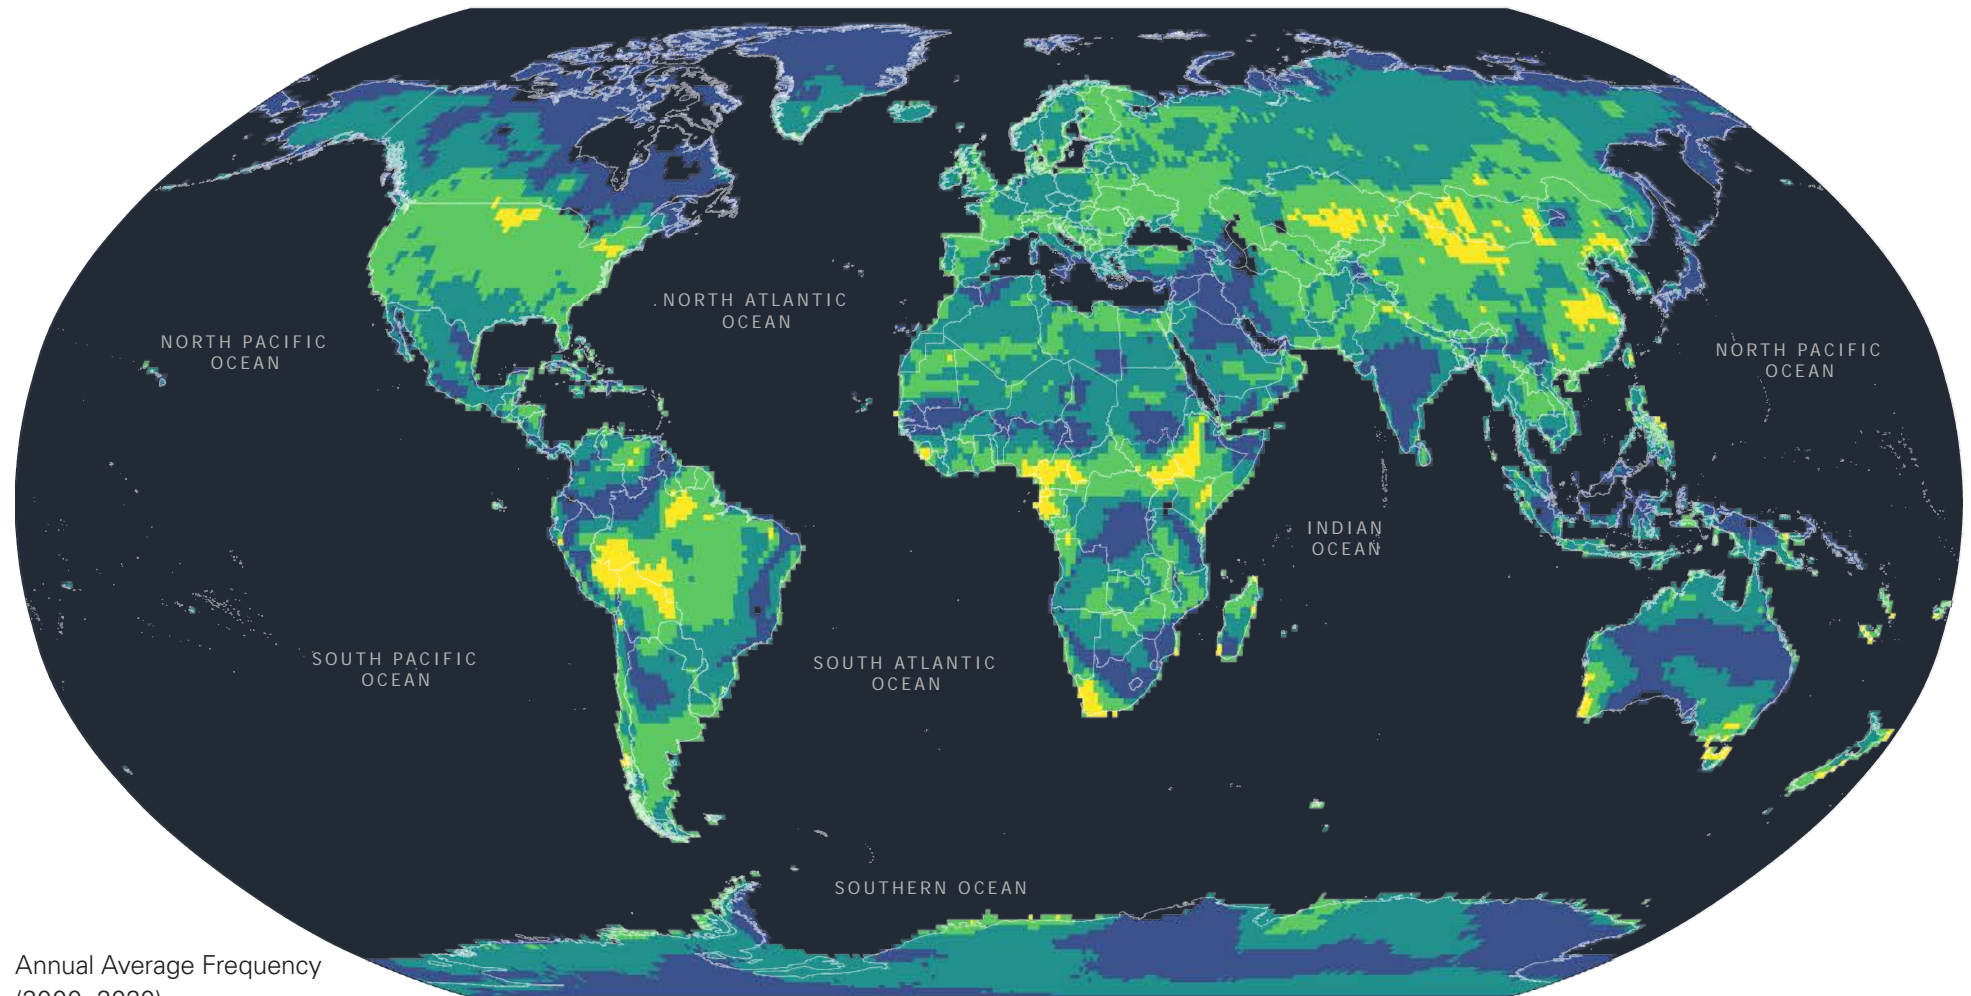 NORTH ATLANTIC
OCEAN
NORTH PACIFIC
OCEAN
NORTH PACIFIC
OCEAN
INDIAN
OCEAN
SOUTH PACIFIC
OCEAN
SOUTH ATLANTIC
OCEAN
SOUTHERN OCEAN
Annual Average Frequency